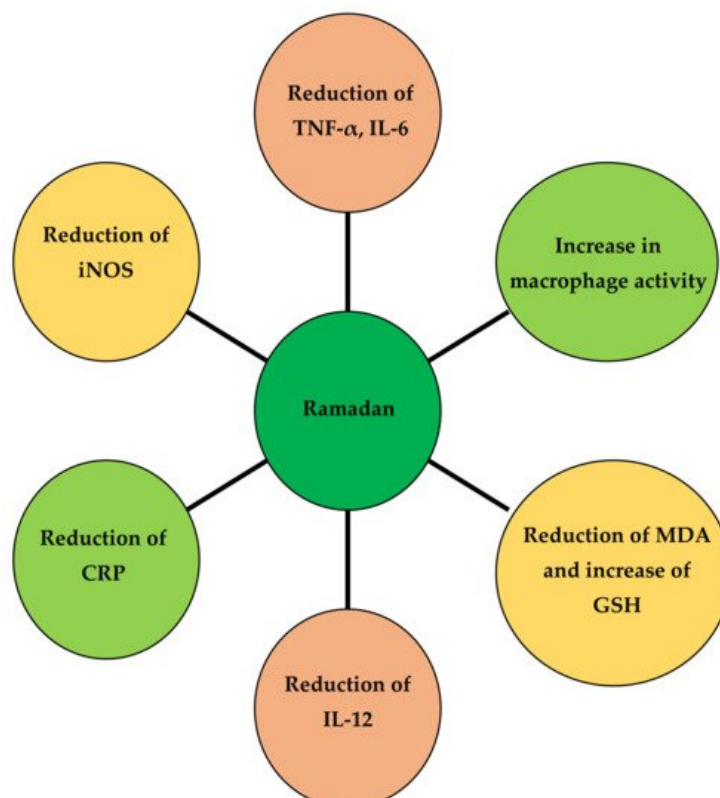 Reduction of
TNF-α, IL-6
Increase in
macrophage activity
Reduction of MDA
and increase of
GSH
Reduction of
IL-12
Reduction of
CRP
Reduction of
iNOS
Ramadan